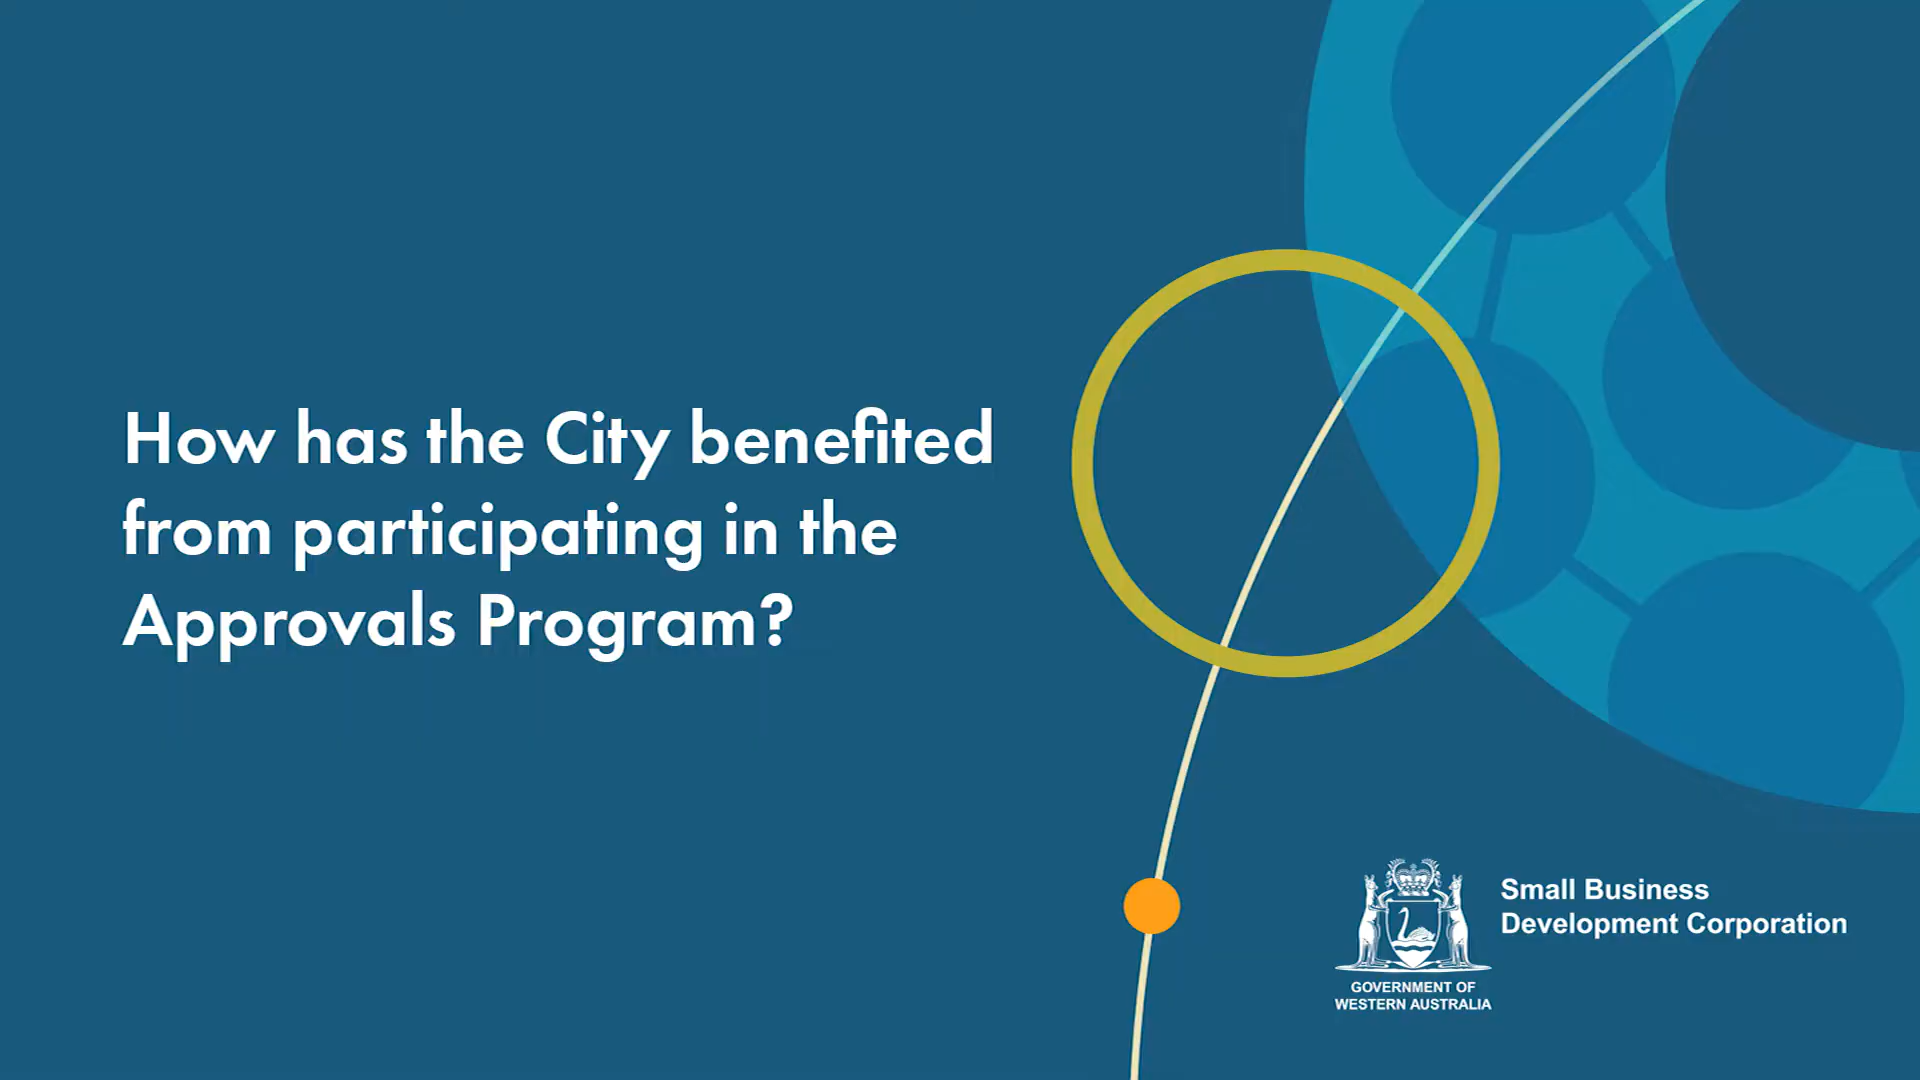 How has the City benefited
from participating in the
Approvals Program?
Small Business
Development Corporation
GOVERNMENT OF
WESTERN AUSTRALIA